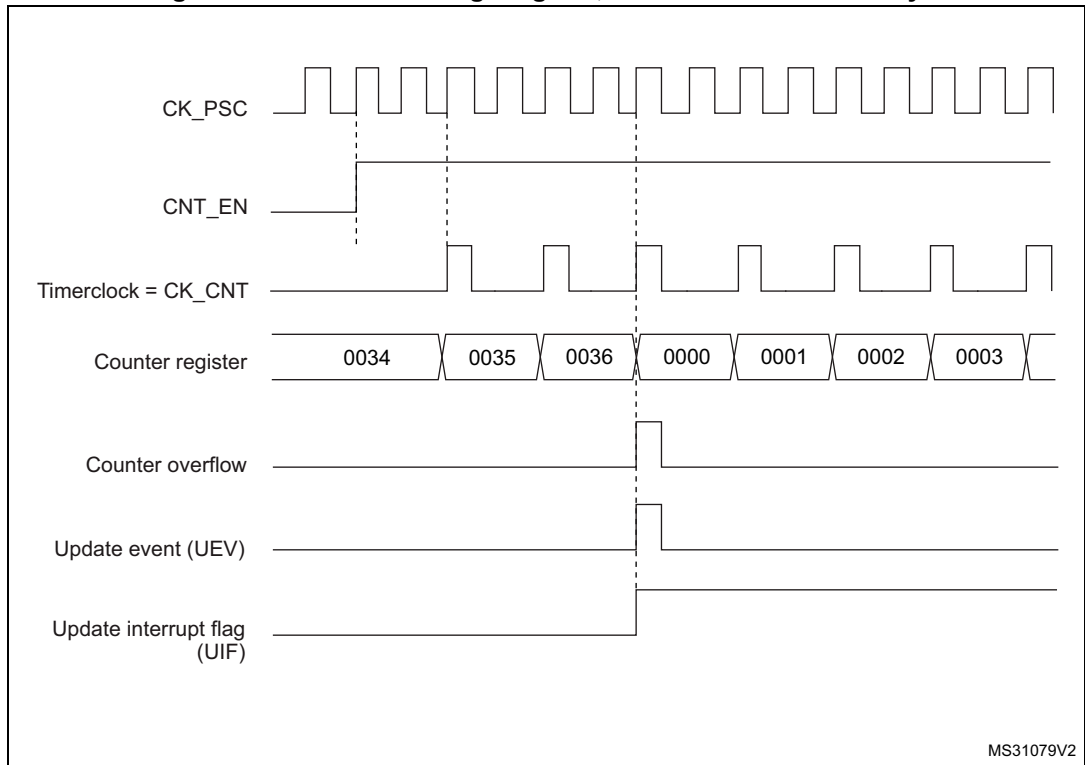 CK_PSC
CNT_EN
Timerclock = CK_CNT
Counter register
0034
0035
0036
0000
0001
0002
0003
Counter overflow
Update event (UEV)
Update interrupt flag
(UIF)
MS31079V2